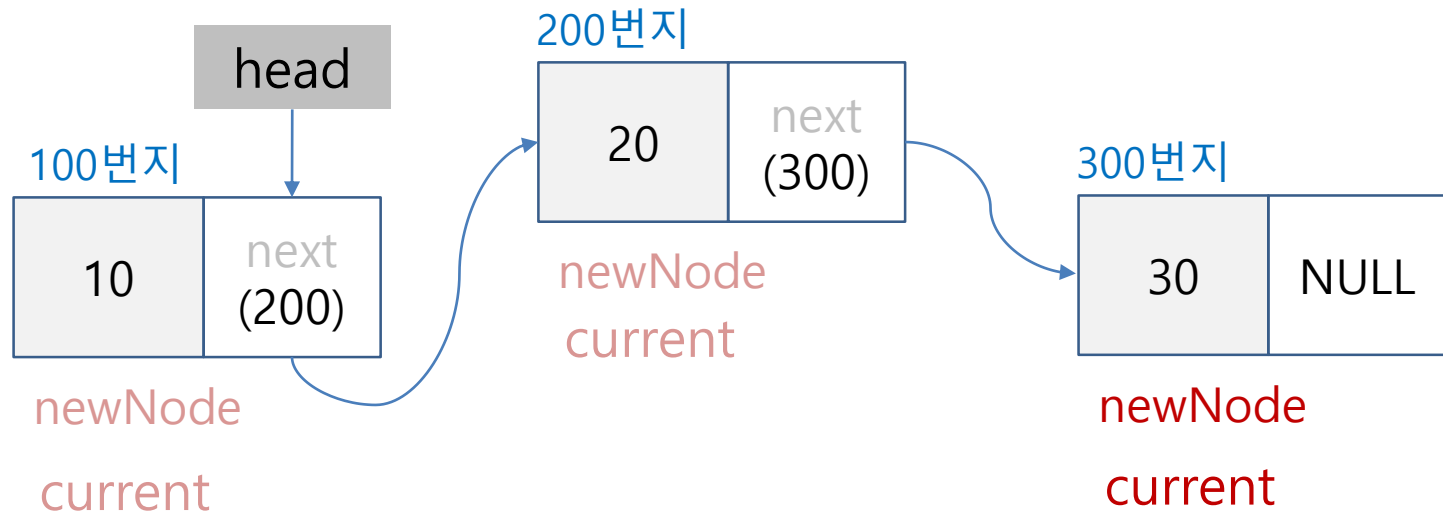 head
100번지
10
next
(200)
newNode
current
200번지
20
next
(300)
newNode
current
300번지
30
NULL
newNode
current